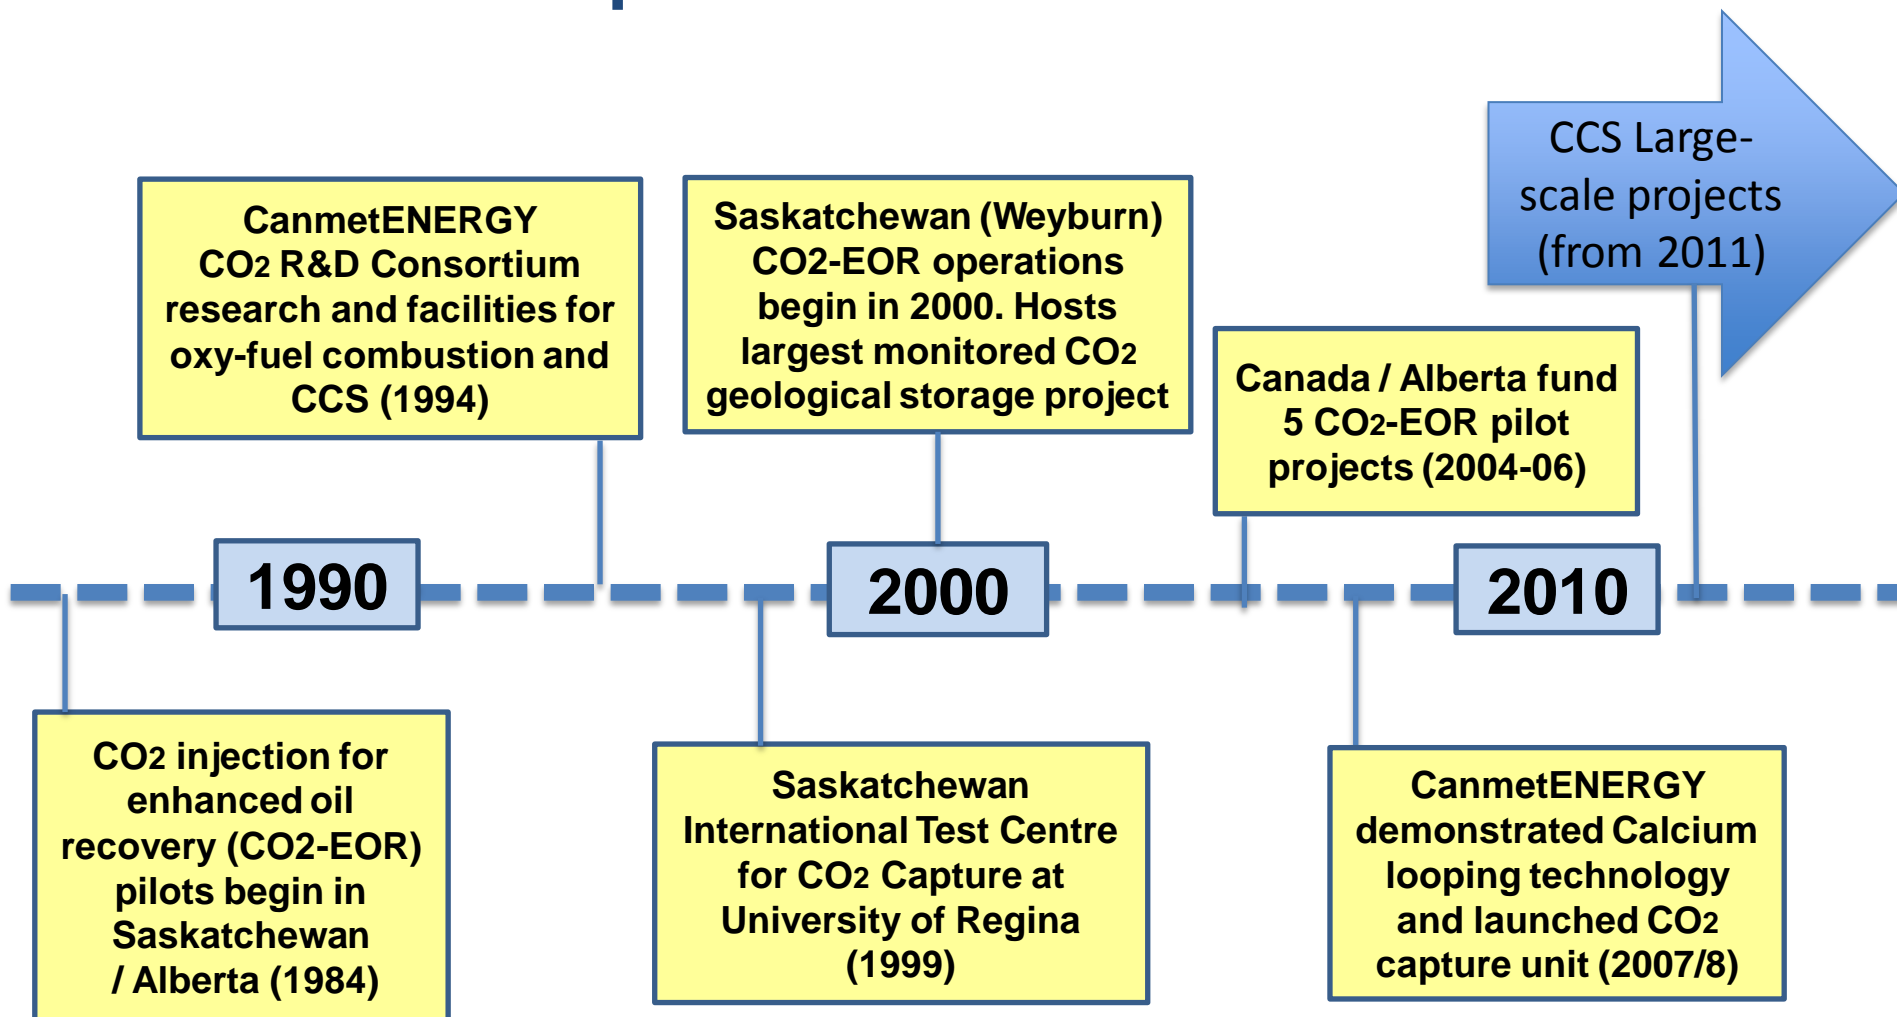 CCS Large-
scale projects
(from 2011)
CanmetENERGY
CO2 R&D Consortium
research and facilities for
oxy-fuel combustion and
CCS (1994)
Saskatchewan (Weyburn)
CO2-EOR operations
begin in 2000. Hosts
largest monitored CO2
geological storage project
Canada / Alberta fund
5 CO2-EOR pilot
projects (2004-06)
1990
2000
2010
CO2 injection for
enhanced oil
recovery (CO2-EOR)
pilots begin in
Saskatchewan
/ Alberta (1984)
Saskatchewan
International Test Centre
for CO2 Capture at
University of Regina
(1999)
CanmetENERGY
demonstrated Calcium
looping technology
and launched CO2
capture unit (2007/8)